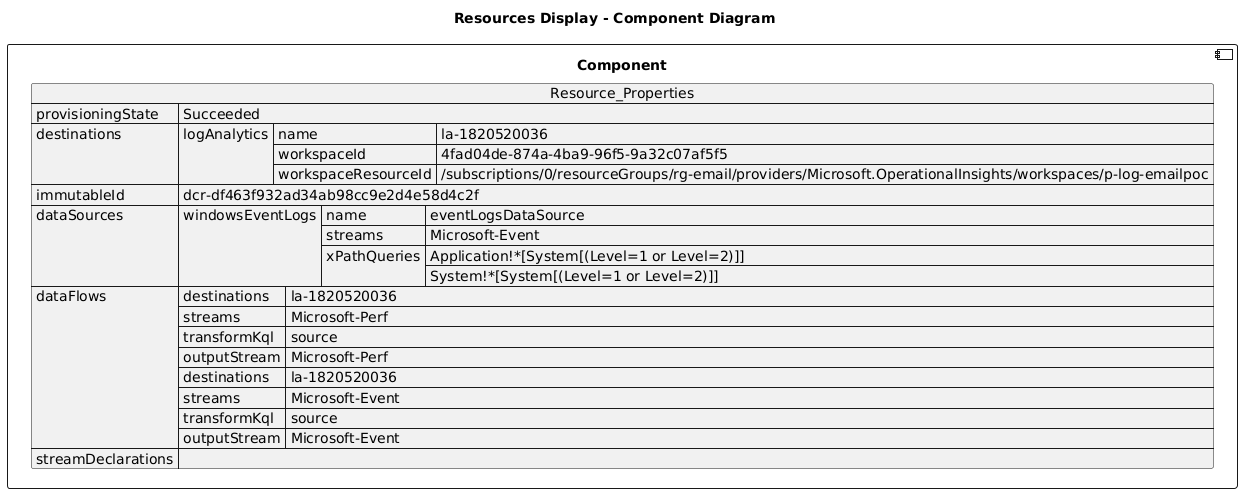 Resources Display - Component Diagram
Component
Resource_Properties
provisioningState Succeeded
destinations logAnalytics name la-1820520036
workspaceId 4fad04de-874a-4ba9-96f5-9a32c07af5f5
workspaceResourceId /subscriptions/0/resourceGroups/rg-email/providers/Microsoft.OperationalInsights/workspaces/p-log-emailpoc
immutableId dcr-df463f932ad34ab98cc9e2d4e58d4c2f
dataSources windowsEventLogs name eventLogsDataSource
streams Microsoft-Event
xPathQueries Application!*[System[(Level=1 or Level=2)]]
System!*[System[(Level=1 or Level=2)]]
dataFlows destinations la-1820520036
streams Microsoft-Perf
transformKql source
outputStream Microsoft-Perf
destinations la-1820520036
streams Microsoft-Event
transformKql source
outputStream Microsoft-Event
streamDeclarations